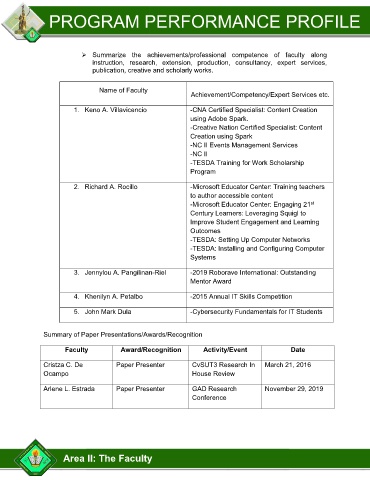 PROGRAM PERFORMANCE PROFILE
➢ Summarize the achievements/professional competence of faculty along
instruction, research, extension, production, consultancy, expert services,
publication, creative and scholarly works.
Name of Faculty
Achievement/Competency/Expert Services etc.
1. Keno A. Villavicencio
-CNA Certified Specialist: Content Creation
using Adobe Spark.
-Creative Nation Certified Specialist: Content
Creation using Spark
-NC II Events Management Services
-NC II
-TESDA Training for Work Scholarship
Program
2. Richard A. Rocillo
-Microsoft Educator Center: Training teachers
to author accessible content
-Microsoft Educator Center: Engaging 21st
Century Learners: Leveraging Squigl to
Improve Student Engagement and Learning
Outcomes
-TESDA: Setting Up Computer Networks
-TESDA: Installing and Configuring Computer
Systems
3. Jennylou A. Pangilinan-Riel
-2019 Roborave International: Outstanding
Mentor Award
4. Khenilyn A. Petalbo
-2015 Annual IT Skills Competition
5. John Mark Dula
-Cybersecurity Fundamentals for IT Students
Summary of Paper Presentations/Awards/Recognition
Faculty Award/Recognition Activity/Event Date
Cristza C. De
Ocampo
Paper Presenter
CvSUT3 Research In
House Review
March 21, 2016
Arlene L. Estrada
Paper Presenter
GAD Research
Conference
November 29, 2019
Area II: The Faculty